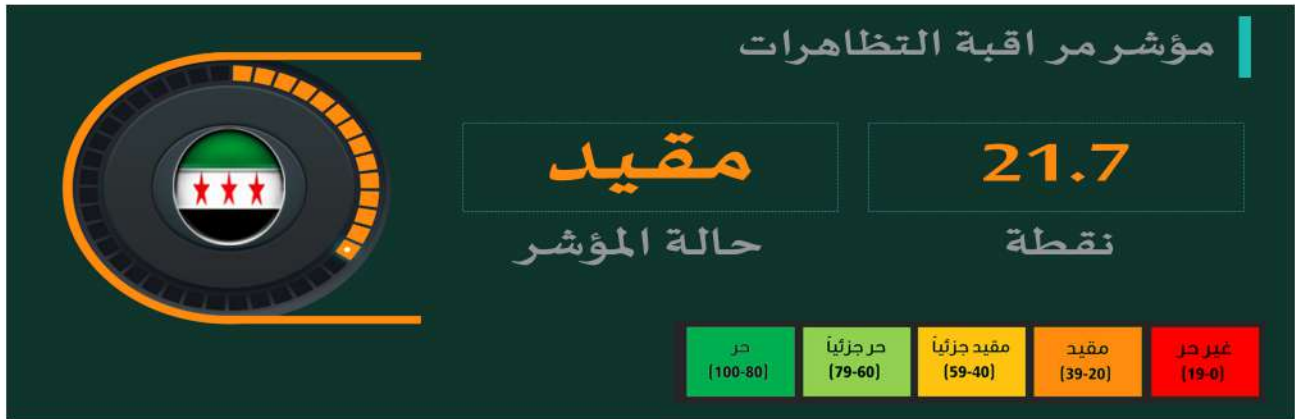 مؤشر مراقبة التظاهرات
21.7
مقيد
نقطة
حالة المؤشر
غير حر
(19-0)
مقيد
(39-20)
مقيد جزئياً
(59-40)
حر جزئياً
(79-60)
حر
(100-80)